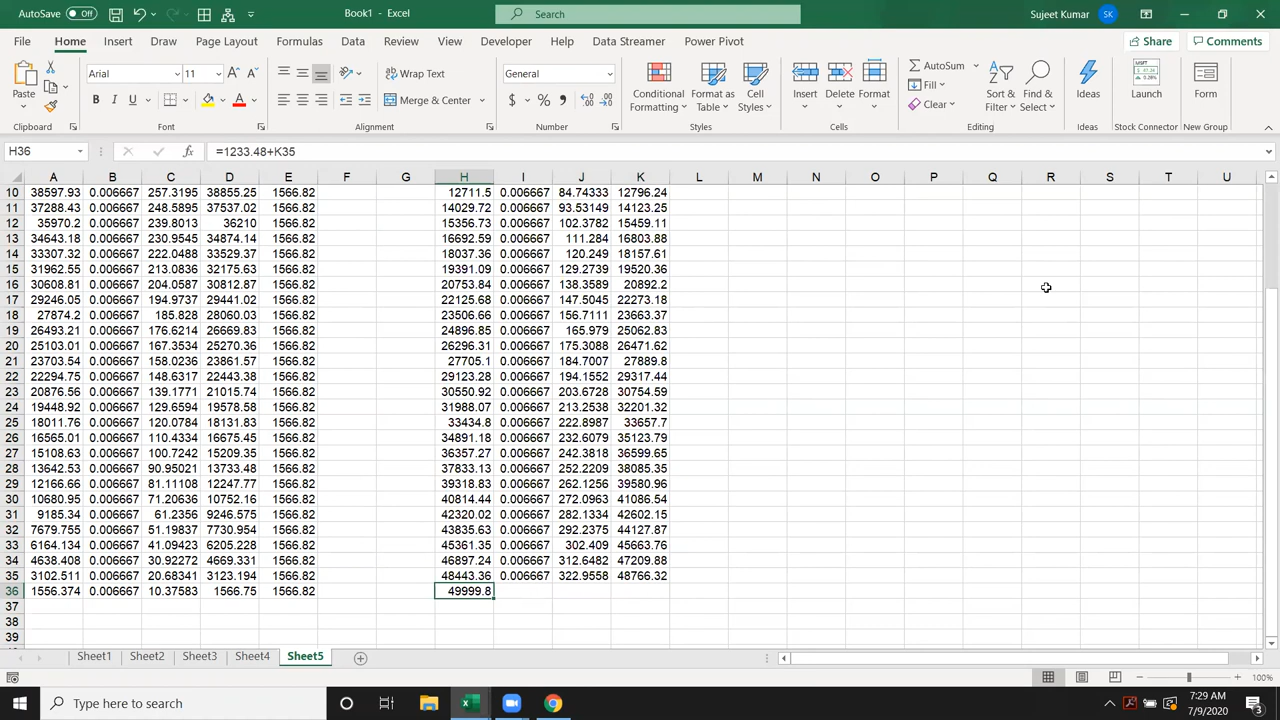 AutoSave Off Book1 - Excel Search Sujeet Kumar SK
File Home Insert Draw Page Layout Formulas Data Review View Developer Help Data Streamer Power Pivot Share Comments
Paste Arial 11 Wrap Text General Conditional Formatting Format as Table Cell Styles Insert Delete Format AutoSum Fill Clear Sort & Filter Find & Select Ideas Launch Form
B I U A Merge & Center $ %
Clipboard Font Alignment Number Styles Cells Editing Ideas Stock Connector New Group
H36 fx =1233.48+K35
A B C D E F G H I J K L M N O P Q R S T U
10 38597.93 0.006667 257.3195 38855.25 1566.82 12711.5 0.006667 84.74333 12796.24
11 37288.43 0.006667 248.5895 37537.02 1566.82 14029.72 0.006667 93.53149 14123.25
12 35970.2 0.006667 239.8013 36210 1566.82 15356.73 0.006667 102.3782 15459.11
13 34643.18 0.006667 230.9545 34874.14 1566.82 16692.59 0.006667 111.284 16803.88
14 33307.32 0.006667 222.0488 33529.37 1566.82 18037.36 0.006667 120.249 18157.61
15 31962.55 0.006667 213.0836 32175.63 1566.82 19391.09 0.006667 129.2739 19520.36
16 30608.81 0.006667 204.0587 30812.87 1566.82 20753.84 0.006667 138.3589 20892.2
17 29246.05 0.006667 194.9737 29441.02 1566.82 22125.68 0.006667 147.5045 22273.18
18 27874.2 0.006667 185.828 28060.03 1566.82 23506.66 0.006667 156.7111 23663.37
19 26493.21 0.006667 176.6214 26669.83 1566.82 24896.85 0.006667 165.979 25062.83
20 25103.01 0.006667 167.3534 25270.36 1566.82 26296.31 0.006667 175.3088 26471.62
21 23703.54 0.006667 158.0236 23861.57 1566.82 27705.1 0.006667 184.7007 27889.8
22 22294.75 0.006667 148.6317 22443.38 1566.82 29123.28 0.006667 194.1552 29317.44
23 20876.56 0.006667 139.1771 21015.74 1566.82 30550.92 0.006667 203.6728 30754.59
24 19448.92 0.006667 129.6594 19578.58 1566.82 31988.07 0.006667 213.2538 32201.32
25 18011.76 0.006667 120.0784 18131.83 1566.82 33434.8 0.006667 222.8987 33657.7
26 16565.01 0.006667 110.4334 16675.45 1566.82 34891.18 0.006667 232.6079 35123.79
27 15108.63 0.006667 100.7242 15209.35 1566.82 36357.27 0.006667 242.3818 36599.65
28 13642.53 0.006667 90.95021 13733.48 1566.82 37833.13 0.006667 252.2209 38085.35
29 12166.66 0.006667 81.11108 12247.77 1566.82 39318.83 0.006667 262.1256 39580.96
30 10680.95 0.006667 71.20636 10752.16 1566.82 40814.44 0.006667 272.0963 41086.54
31 9185.34 0.006667 61.2356 9246.575 1566.82 42320.02 0.006667 282.1334 42602.15
32 7679.755 0.006667 51.19837 7730.954 1566.82 43835.63 0.006667 292.2375 44127.87
33 6164.134 0.006667 41.09423 6205.228 1566.82 45361.35 0.006667 302.409 45663.76
34 4638.408 0.006667 30.92272 4669.331 1566.82 46897.24 0.006667 312.6482 47209.88
35 3102.511 0.006667 20.68341 3123.194 1566.82 48443.36 0.006667 322.9558 48766.32
36 1556.374 0.006667 10.37583 1566.75 1566.82 49999.8
37
38
39
Sheet1 Sheet2 Sheet3 Sheet4 Sheet5
100%
Type here to search 7:29 AM
7/9/2020 3